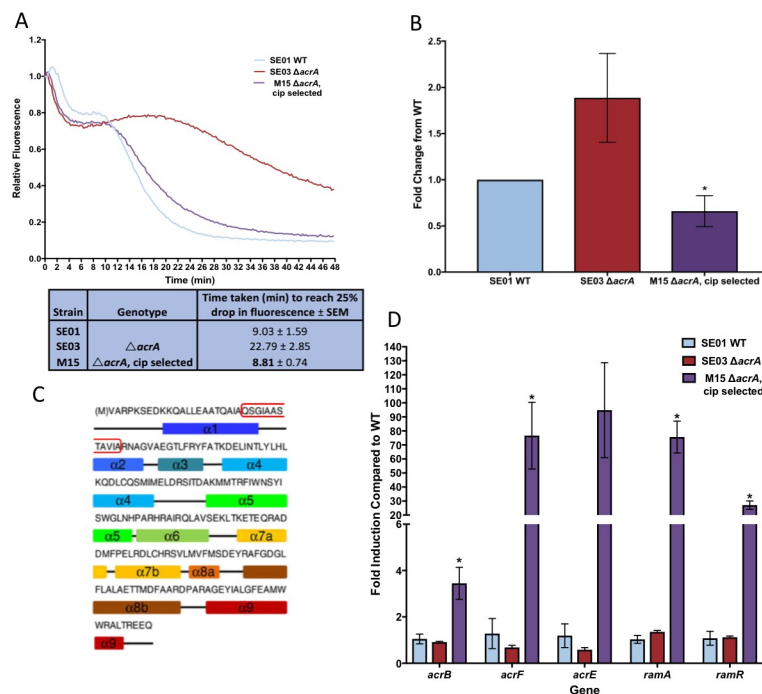 A
1.2
1.0
0.8
0.6
0.4
0.2
0.0
Relative Fluorescence
0 2 4 6 8 10 12 14 16 18 20 22 24 26 28 30 32 34 36 38 40 42 44 46 48
Time (min)
SE01 WT
SE03 ΔacrA
M15 ΔacrA,
cip selected
Strain Genotype Time taken (min) to reach 25% drop in fluorescence ± SEM
SE01 9.03 ± 1.59
SE03 △acrA 22.79 ± 2.85
M15 △acrA, cip selected 8.81 ± 0.74
B
2.5
2.0
1.5
1.0
0.5
0.0
Fold Change from WT
*
SE01 WT SE03 ΔacrA M15 ΔacrA, cip selected
C
(M)VARPKSEDKKQALLEAATQAIAQSGIAAS
α1
TAVIARNAGVAEGTLFRYFATKDELINTLYLHL
α2 α3 α4
KQDLCQSMIMELDRSITDAKMMTRFIWNSYI
α4 α5
SWGLNHPARHRAIRQLAVSEKLTKETEQRAD
α5 α6 α7a
DMFPELRDLCHRSVLMVFMSDEYRAFGDGL
α7b α8a
FLALAETTMDFAARDPARAGEYIALGFEAMW
α8b α9
WRALTREEQ
α9
D
SE01 WT
SE03 ΔacrA
M15 ΔacrA,
cip selected
140
130
120
110
100
90
80
70
60
50
40
30
20
10
6
4
2
0
Fold Induction Compared to WT
* * * *
acrB acrF acrE ramA ramR
Gene